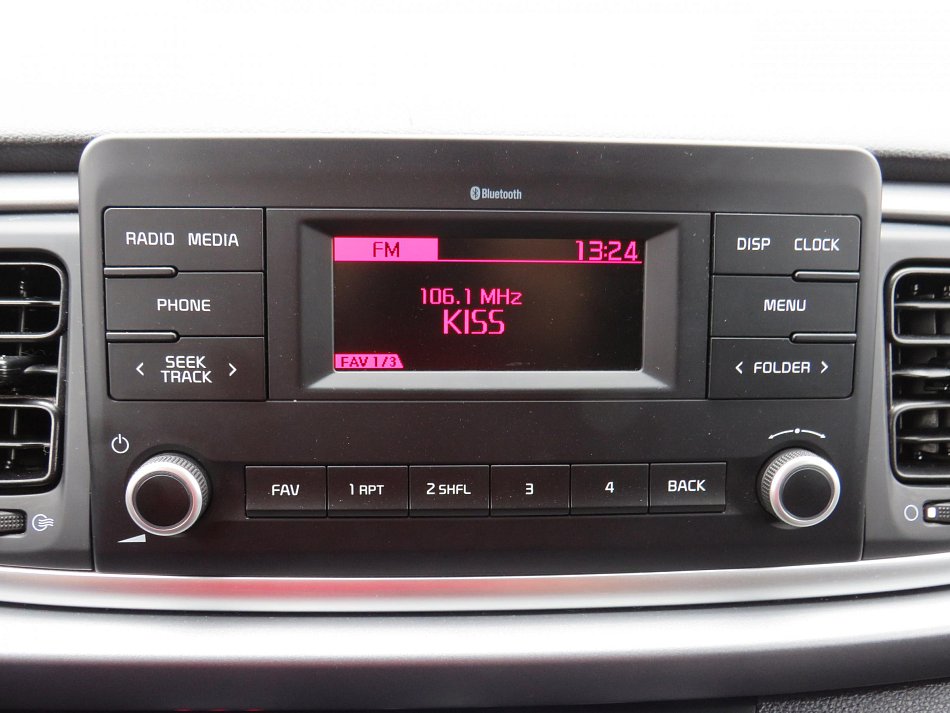 Bluetooth
RADIO MEDIA
FM 13:24
DISP CLOCK
PHONE
106.1 MHz
KISS
MENU
< SEEK TRACK >
FAV 1/3
< FOLDER >
FAV
1 RPT
2 SHFL
3
4
BACK